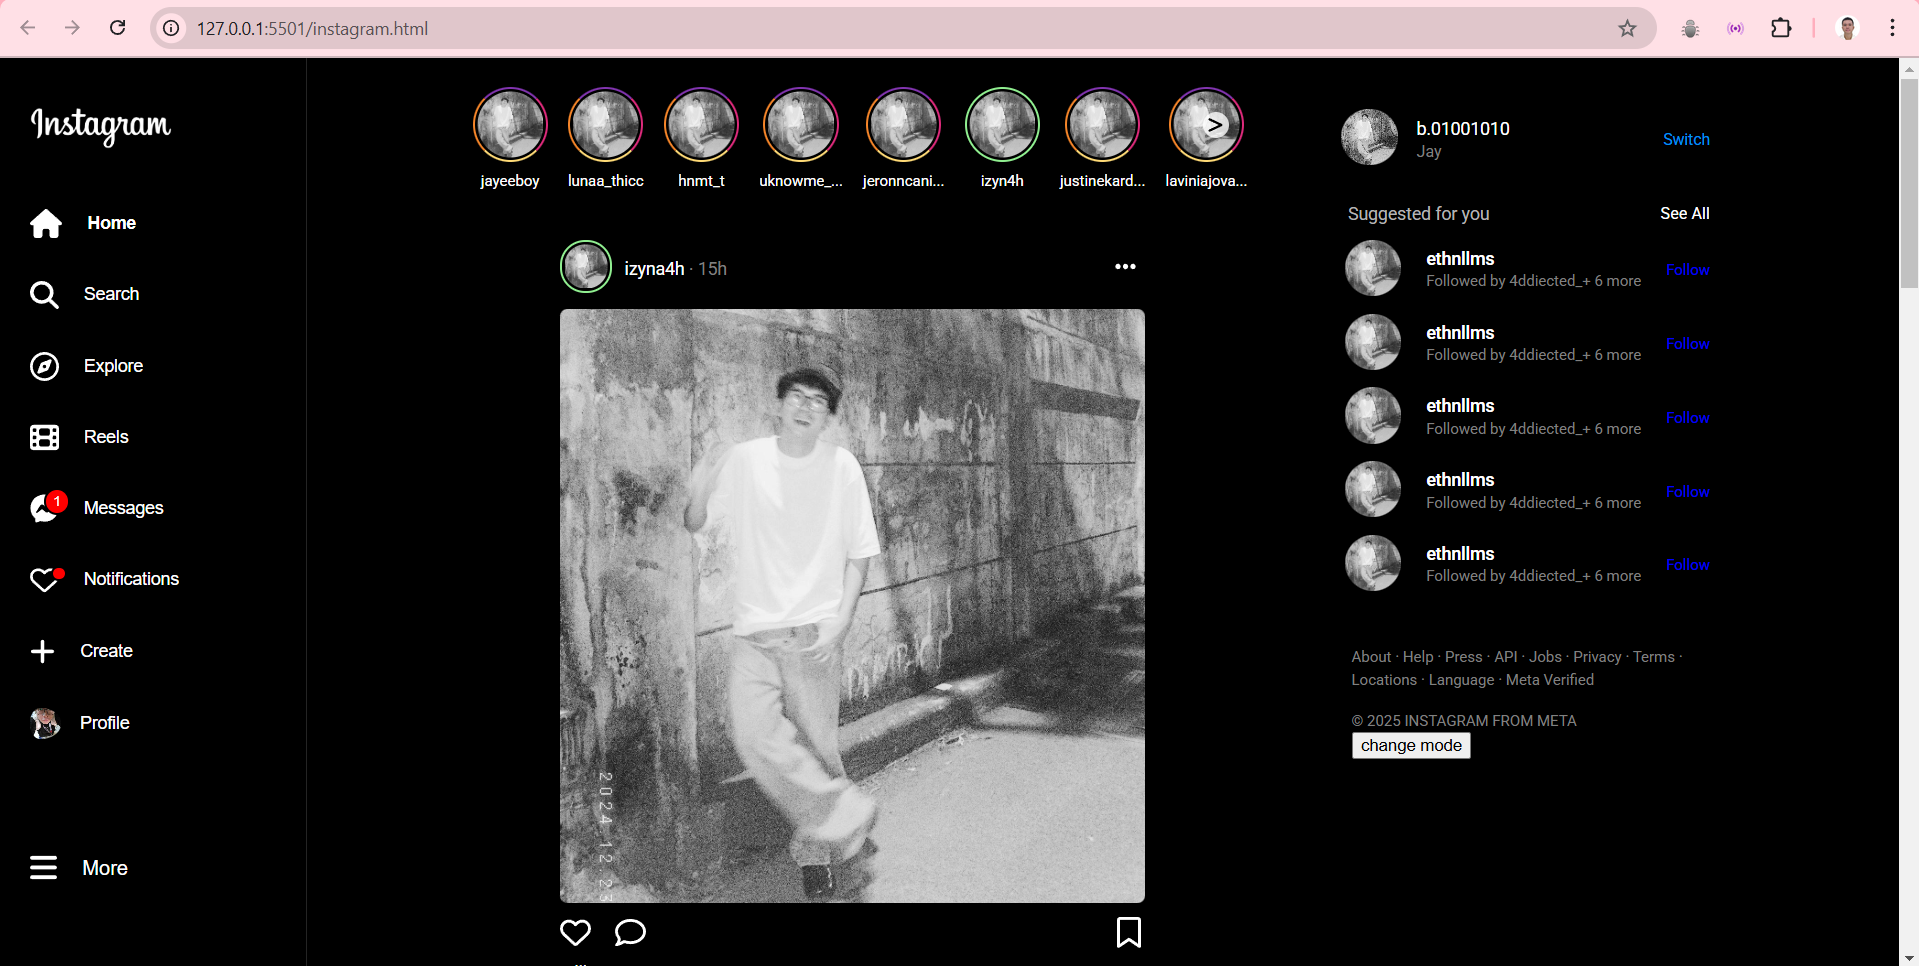 127.0.0.1:5501/instagram.html
Instagram
Home
Search
Explore
Reels
1
Messages
Notifications
Create
Profile
More
jayeeboy
lunaa_thicc
hnmt_t
uknowme_...
jeronncani...
izyn4h
justinekard...
laviniajova...
>
izyna4h · 15h
•••
2024.12.23
b.01001010
Jay
Switch
Suggested for you
See All
ethnllms
Followed by 4ddiected_+ 6 more
Follow
ethnllms
Followed by 4ddiected_+ 6 more
Follow
ethnllms
Followed by 4ddiected_+ 6 more
Follow
ethnllms
Followed by 4ddiected_+ 6 more
Follow
ethnllms
Followed by 4ddiected_+ 6 more
Follow
About · Help · Press · API · Jobs · Privacy · Terms ·
Locations · Language · Meta Verified
© 2025 INSTAGRAM FROM META
change mode